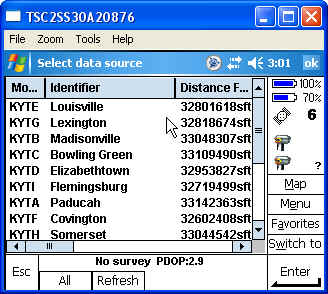 TSC2SS30A20876
File Zoom Tools Help
Select data source 3:01 ok
Mo... Identifier Distance F...
KYTE Louisville 32801618sft
KYTG Lexington 32818674sft
KYTB Madisonville 33048307sft
KYTC Bowling Green 33109490sft
KYTD Elizabethtown 32953827sft
KYTI Flemingsburg 32719499sft
KYTA Paducah 33142363sft
KYTF Covington 32602408sft
KYTH Somerset 33044542sft
100%
70%
6
?
Map
Menu
Favorites
Switch to
No survey PDOP:2.9
Esc All Refresh Enter